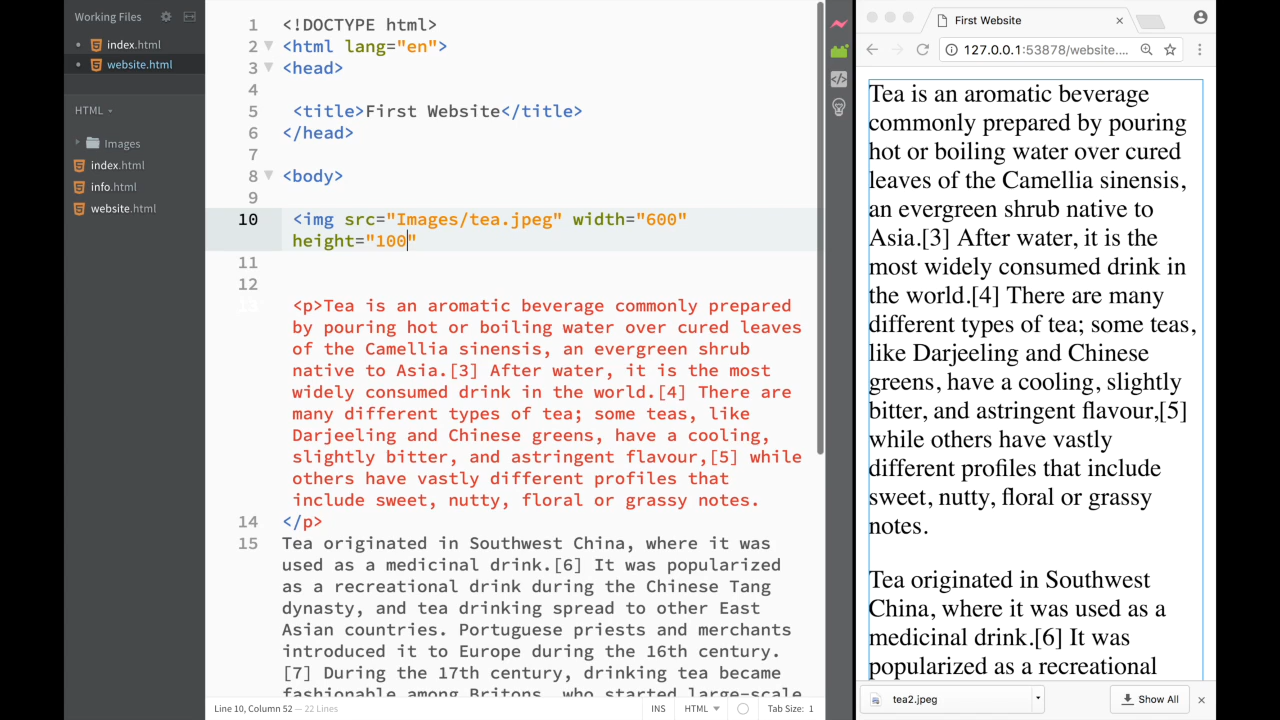 Working Files
index.html
website.html
HTML
Images
index.html
info.html
website.html
1 <!DOCTYPE html>
2 <html lang="en">
3 <head>
4
5 <title>First Website</title>
6 </head>
7
8 <body>
9
10 <img src="Images/tea.jpeg" width="600"
height="100"
11
12
13 <p>Tea is an aromatic beverage commonly prepared
by pouring hot or boiling water over cured leaves
of the Camellia sinensis, an evergreen shrub
native to Asia.[3] After water, it is the most
widely consumed drink in the world.[4] There are
many different types of tea; some teas, like
Darjeeling and Chinese greens, have a cooling,
slightly bitter, and astringent flavour,[5] while
others have vastly different profiles that
include sweet, nutty, floral or grassy notes.
14 </p>
15 Tea originated in Southwest China, where it was
used as a medicinal drink.[6] It was popularized
as a recreational drink during the Chinese Tang
dynasty, and tea drinking spread to other East
Asian countries. Portuguese priests and merchants
introduced it to Europe during the 16th century.
[7] During the 17th century, drinking tea became
fashionable among Britons, who started large-scale
Line 10, Column 52 — 22 Lines
INS
HTML
Tab Size: 1
First Website
127.0.0.1:53878/website....
Tea is an aromatic beverage
commonly prepared by pouring
hot or boiling water over cured
leaves of the Camellia sinensis,
an evergreen shrub native to
Asia.[3] After water, it is the
most widely consumed drink in
the world.[4] There are many
different types of tea; some teas,
like Darjeeling and Chinese
greens, have a cooling, slightly
bitter, and astringent flavour,[5]
while others have vastly
different profiles that include
sweet, nutty, floral or grassy
notes.
Tea originated in Southwest
China, where it was used as a
medicinal drink.[6] It was
popularized as a recreational
tea2.jpeg
Show All